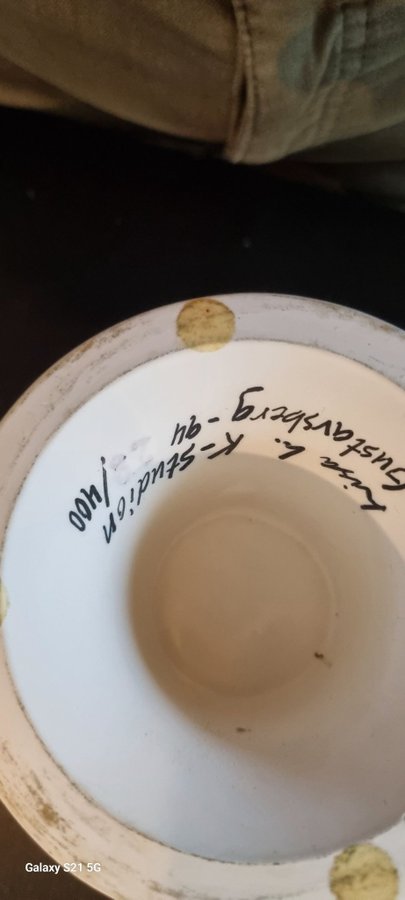 Lisa L. K-Studion
Gustavsberg -94 /400
Galaxy S21 5G